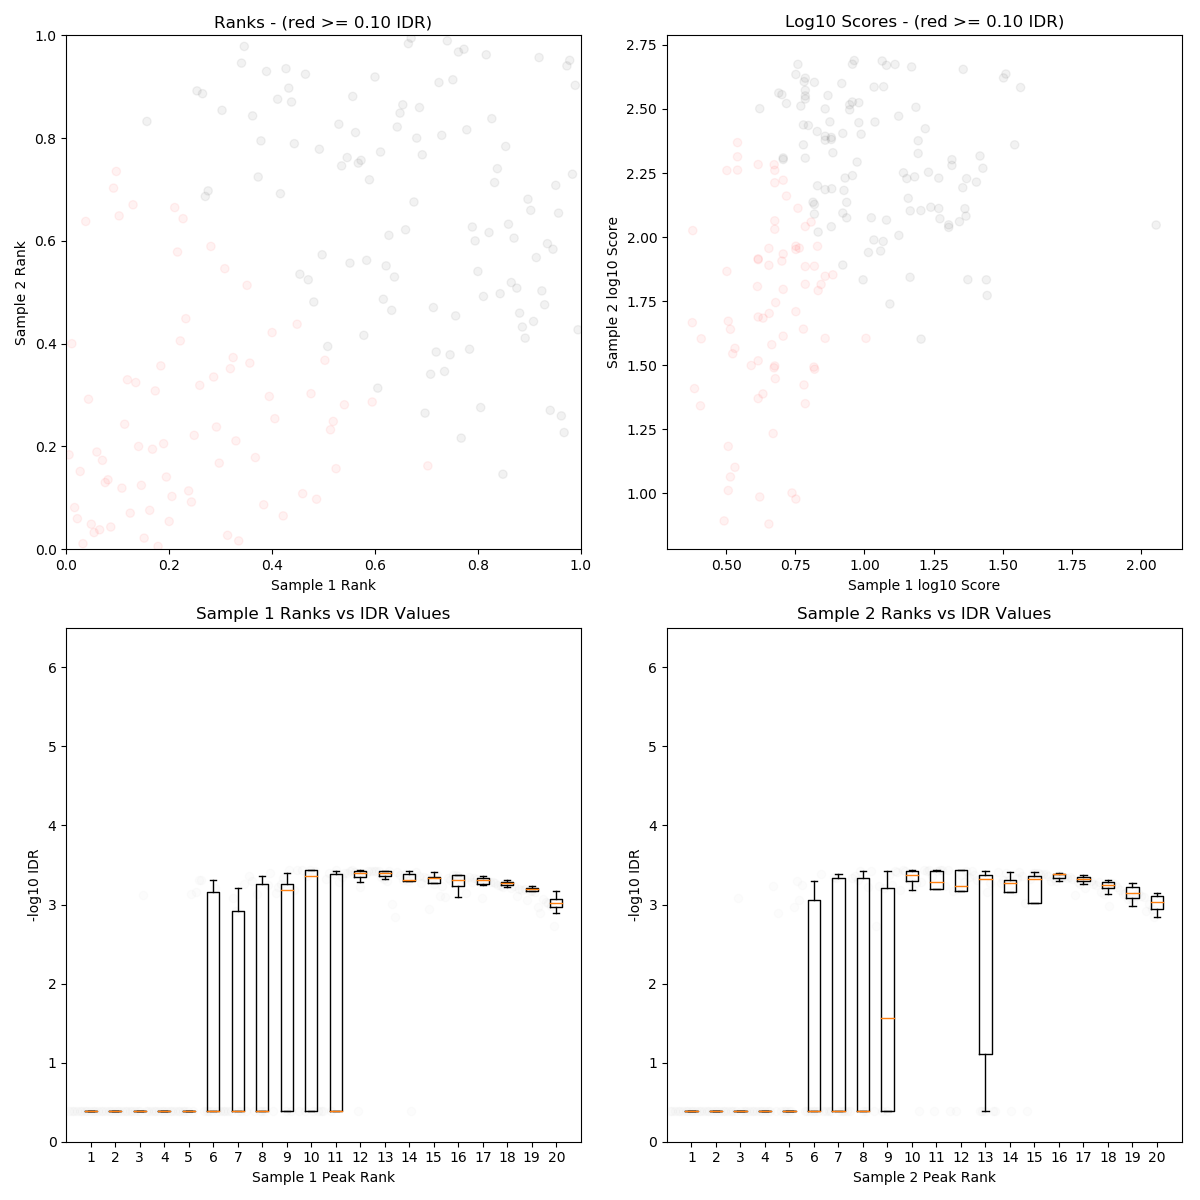 Ranks - (red >= 0.10 IDR)
1.0
0.8
0.6
0.4
0.2
0.0
Sample 2 Rank
0.0 0.2 0.4 0.6 0.8 1.0
Sample 1 Rank
Log10 Scores - (red >= 0.10 IDR)
2.75
2.50
2.25
2.00
1.75
1.50
1.25
1.00
Sample 2 log10 Score
0.50 0.75 1.00 1.25 1.50 1.75 2.00
Sample 1 log10 Score
Sample 1 Ranks vs IDR Values
6
5
4
3
2
1
0
-log10 IDR
1 2 3 4 5 6 7 8 9 10 11 12 13 14 15 16 17 18 19 20
Sample 1 Peak Rank
Sample 2 Ranks vs IDR Values
6
5
4
3
2
1
0
-log10 IDR
1 2 3 4 5 6 7 8 9 10 11 12 13 14 15 16 17 18 19 20
Sample 2 Peak Rank